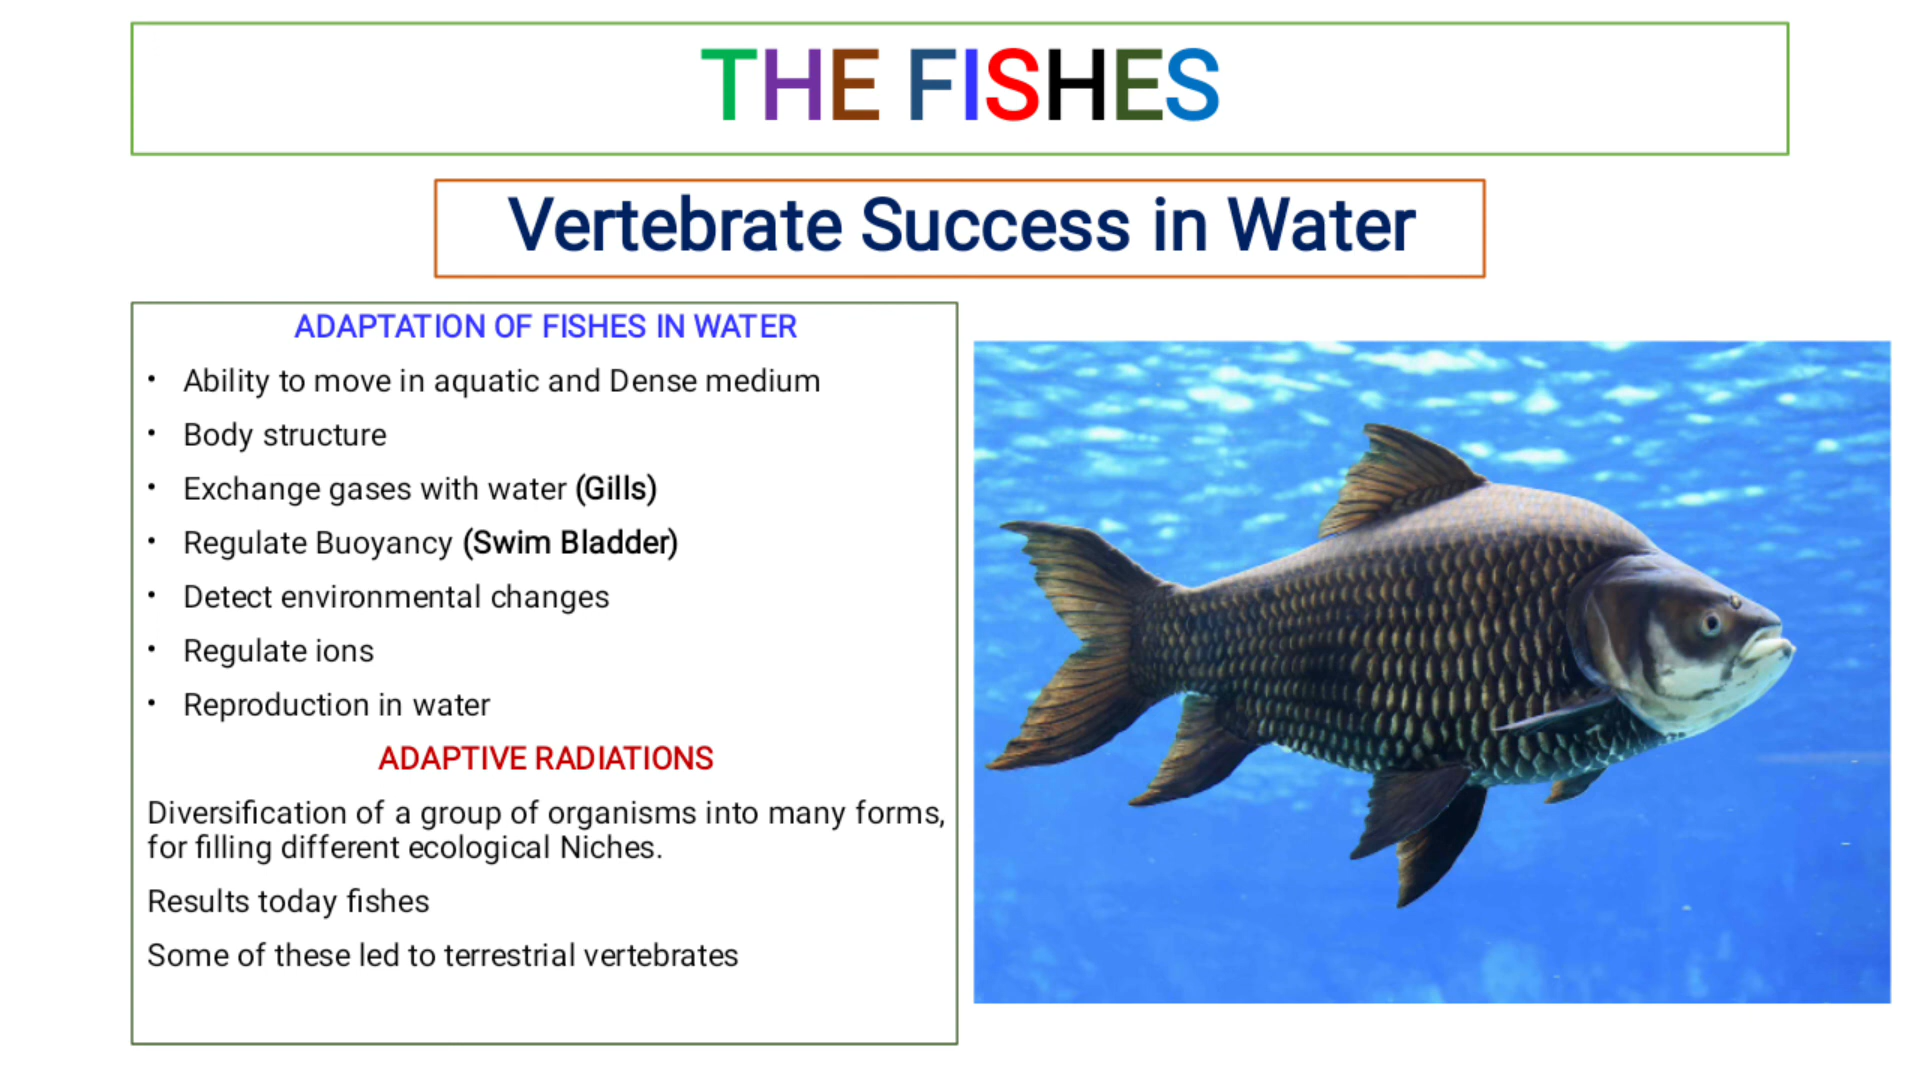 THE FISHES
Vertebrate Success in Water
ADAPTATION OF FISHES IN WATER
• Ability to move in aquatic and Dense medium
• Body structure
• Exchange gases with water (Gills)
• Regulate Buoyancy (Swim Bladder)
• Detect environmental changes
• Regulate ions
• Reproduction in water
ADAPTIVE RADIATIONS
Diversification of a group of organisms into many forms,
for filling different ecological Niches.
Results today fishes
Some of these led to terrestrial vertebrates